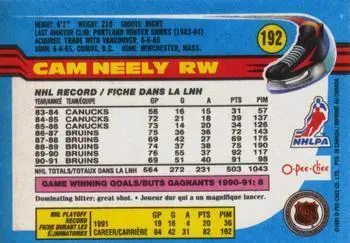 HEIGHT: 6'1" WEIGHT: 210 SHOOTS: RIGHT
LAST AMATEUR CLUB: PORTLAND WINTER HAWKS (1983-84)
ACQUIRED: TRADE WITH VANCOUVER, 6-6-86
BORN: 6-6-65, COMOX, B.C. HOME: WINCHESTER, MASS.
192
CAM NEELY RW
NHL RECORD / FICHE DANS LA LNH
YEAR/ANNÉE TEAM/ÉQUIPE GP G A PTS PIM
83-84 CANUCKS 56 16 15 31 57
84-85 CANUCKS 72 21 18 39 137
85-86 CANUCKS 73 14 20 34 126
86-87 BRUINS 75 36 36 72 143
87-88 BRUINS 69 42 27 69 175
88-89 BRUINS 74 37 38 75 190
89-90 BRUINS 76 55 37 92 117
90-91 BRUINS 69 51 40 91 98
NHL TOTALS/TOTAUX DANS LA LNH 564 272 231 503 1043
GAME WINNING GOALS/BUTS GAGNANTS 1990-91: 8
Dominating hitter; great shot. • Joueur dur qui a un magnifique lancer.
NHL PLAYOFF RECORD
FICHE DURANT LES ÉLIMINATOIRES
GP G A PTS PIM
1991 19 16 4 20 36
CAREER/CARRIÈRE 84 42 31 82 162
NHLPA
O-Pee-Chee
NHL